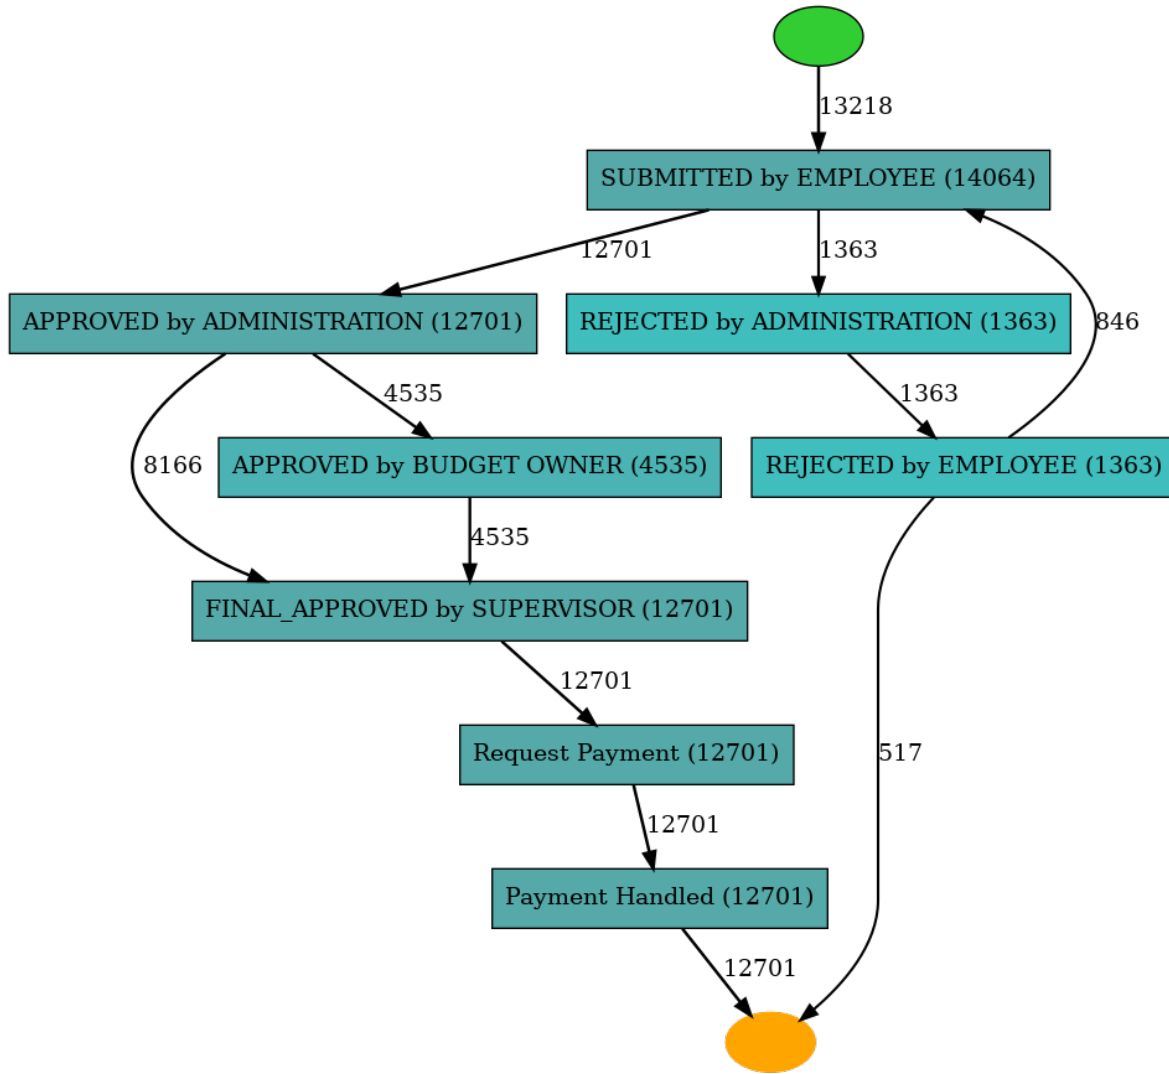 13218
SUBMITTED by EMPLOYEE (14064)
12701
1363
APPROVED by ADMINISTRATION (12701)
REJECTED by ADMINISTRATION (1363)
846
4535
1363
8166
APPROVED by BUDGET OWNER (4535)
REJECTED by EMPLOYEE (1363)
4535
FINAL_APPROVED by SUPERVISOR (12701)
12701
Request Payment (12701)
517
12701
Payment Handled (12701)
12701